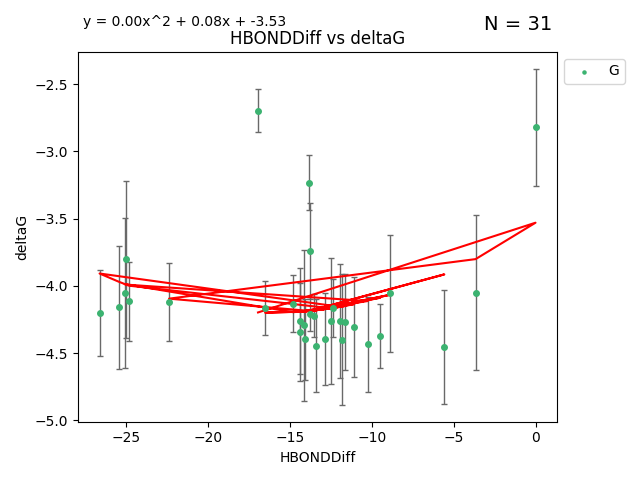 y = 0.00x^2 + 0.08x + -3.53
N = 31
HBONDDiff vs deltaG
G
−2.5
−3.0
−3.5
−4.0
−4.5
−5.0
deltaG
−25
−20
−15
−10
−5
0
HBONDDiff